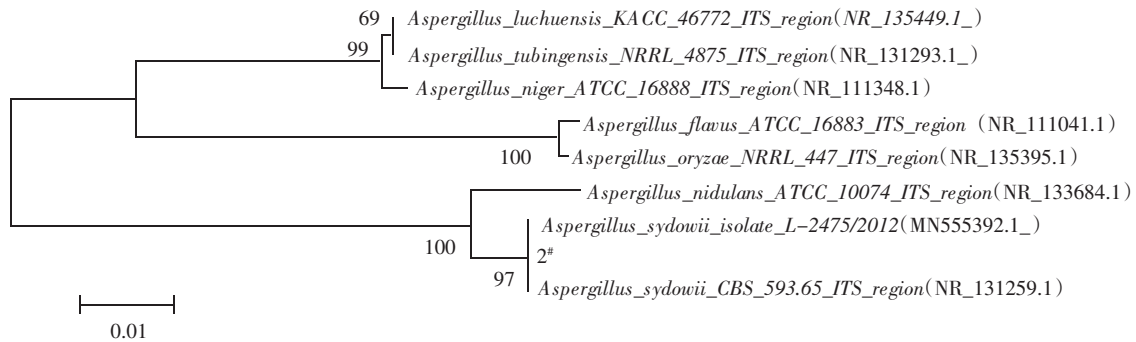 69
Aspergillus_luchuensis_KACC_46772_ITS_region(NR_135449.1_)
99
Aspergillus_tubingensis_NRRL_4875_ITS_region(NR_131293.1_)
Aspergillus_niger_ATCC_16888_ITS_region(NR_111348.1)
Aspergillus_flavus_ATCC_16883_ITS_region (NR_111041.1)
100
Aspergillus_oryzae_NRRL_447_ITS_region(NR_135395.1)
Aspergillus_nidulans_ATCC_10074_ITS_region(NR_133684.1)
Aspergillus_sydowii_isolate_L-2475/2012(MN555392.1_)
100
2#
97
Aspergillus_sydowii_CBS_593.65_ITS_region(NR_131259.1)
0.01